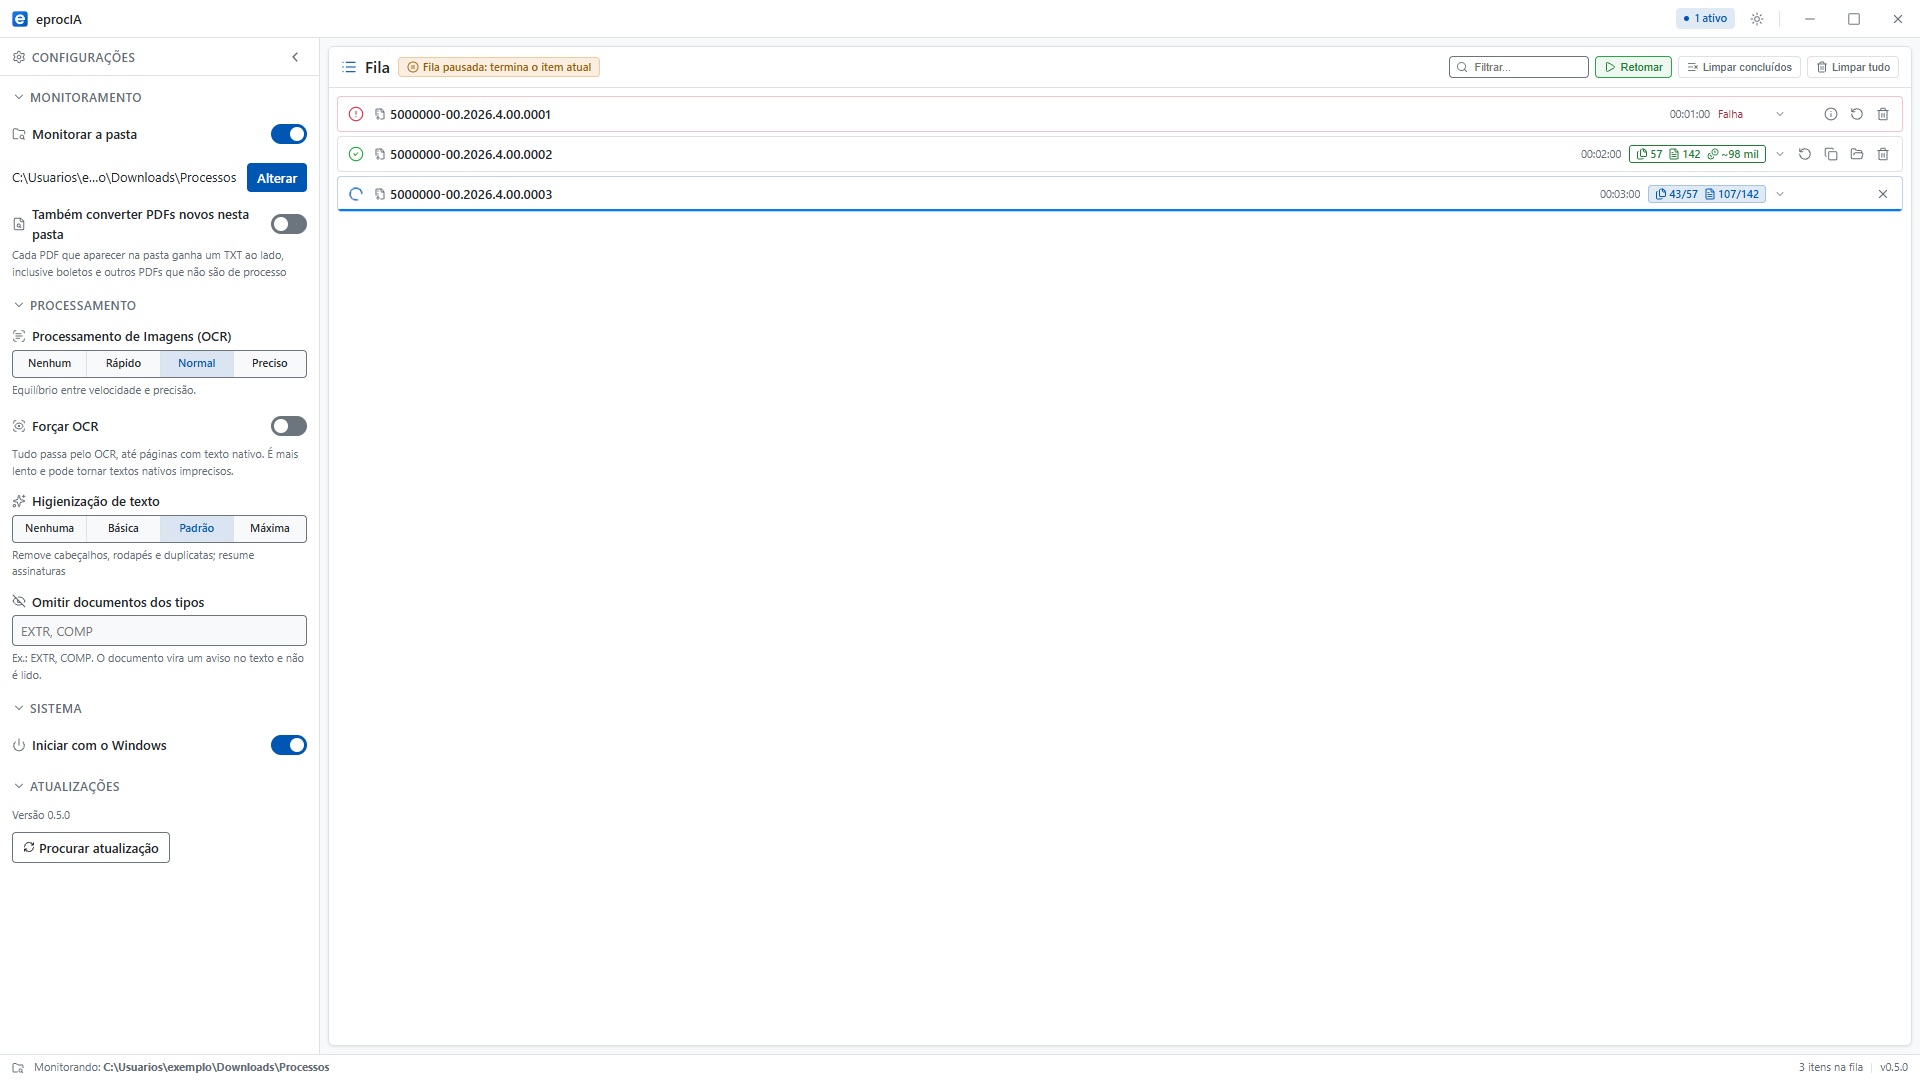 eprocIA
1 ativo
CONFIGURAÇÕES
MONITORAMENTO
Monitorar a pasta
C:\Usuarios\e...o\Downloads\Processos
Alterar
Também converter PDFs novos nesta
pasta
Cada PDF que aparecer na pasta ganha um TXT ao lado,
inclusive boletos e outros PDFs que não são de processo
PROCESSAMENTO
Processamento de Imagens (OCR)
Nenhum Rápido Normal Preciso
Equilíbrio entre velocidade e precisão.
Forçar OCR
Tudo passa pelo OCR, até páginas com texto nativo. É mais
lento e pode tornar textos nativos imprecisos.
Higienização de texto
Nenhuma Básica Padrão Máxima
Remove cabeçalhos, rodapés e duplicatas; resume
assinaturas
Omitir documentos dos tipos
EXTR, COMP
Ex.: EXTR, COMP. O documento vira um aviso no texto e não
é lido.
SISTEMA
Iniciar com o Windows
ATUALIZAÇÕES
Versão 0.5.0
Procurar atualização
Fila
Fila pausada: termina o item atual
Filtrar...
Retomar
Limpar concluídos
Limpar tudo
5000000-00.2026.4.00.0001 00:01:00 Falha
5000000-00.2026.4.00.0002 00:02:00 57 142 ~98 mil
5000000-00.2026.4.00.0003 00:03:00 43/57 107/142
Monitorando: C:\Usuarios\exemplo\Downloads\Processos
3 itens na fila
v0.5.0